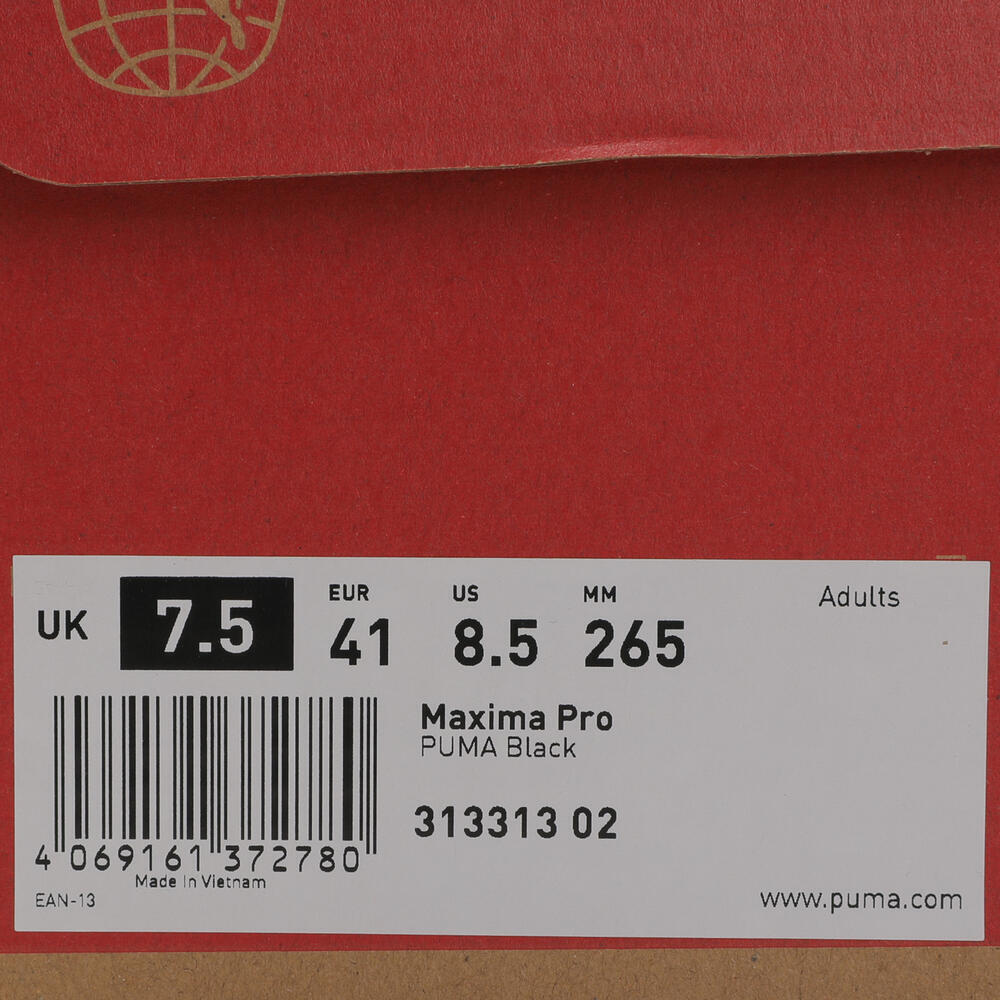 UK 7.5
EUR 41
US 8.5
MM 265
Adults
Maxima Pro
PUMA Black
313313 02
4 069161 372780
Made In Vietnam
EAN-13
www.puma.com